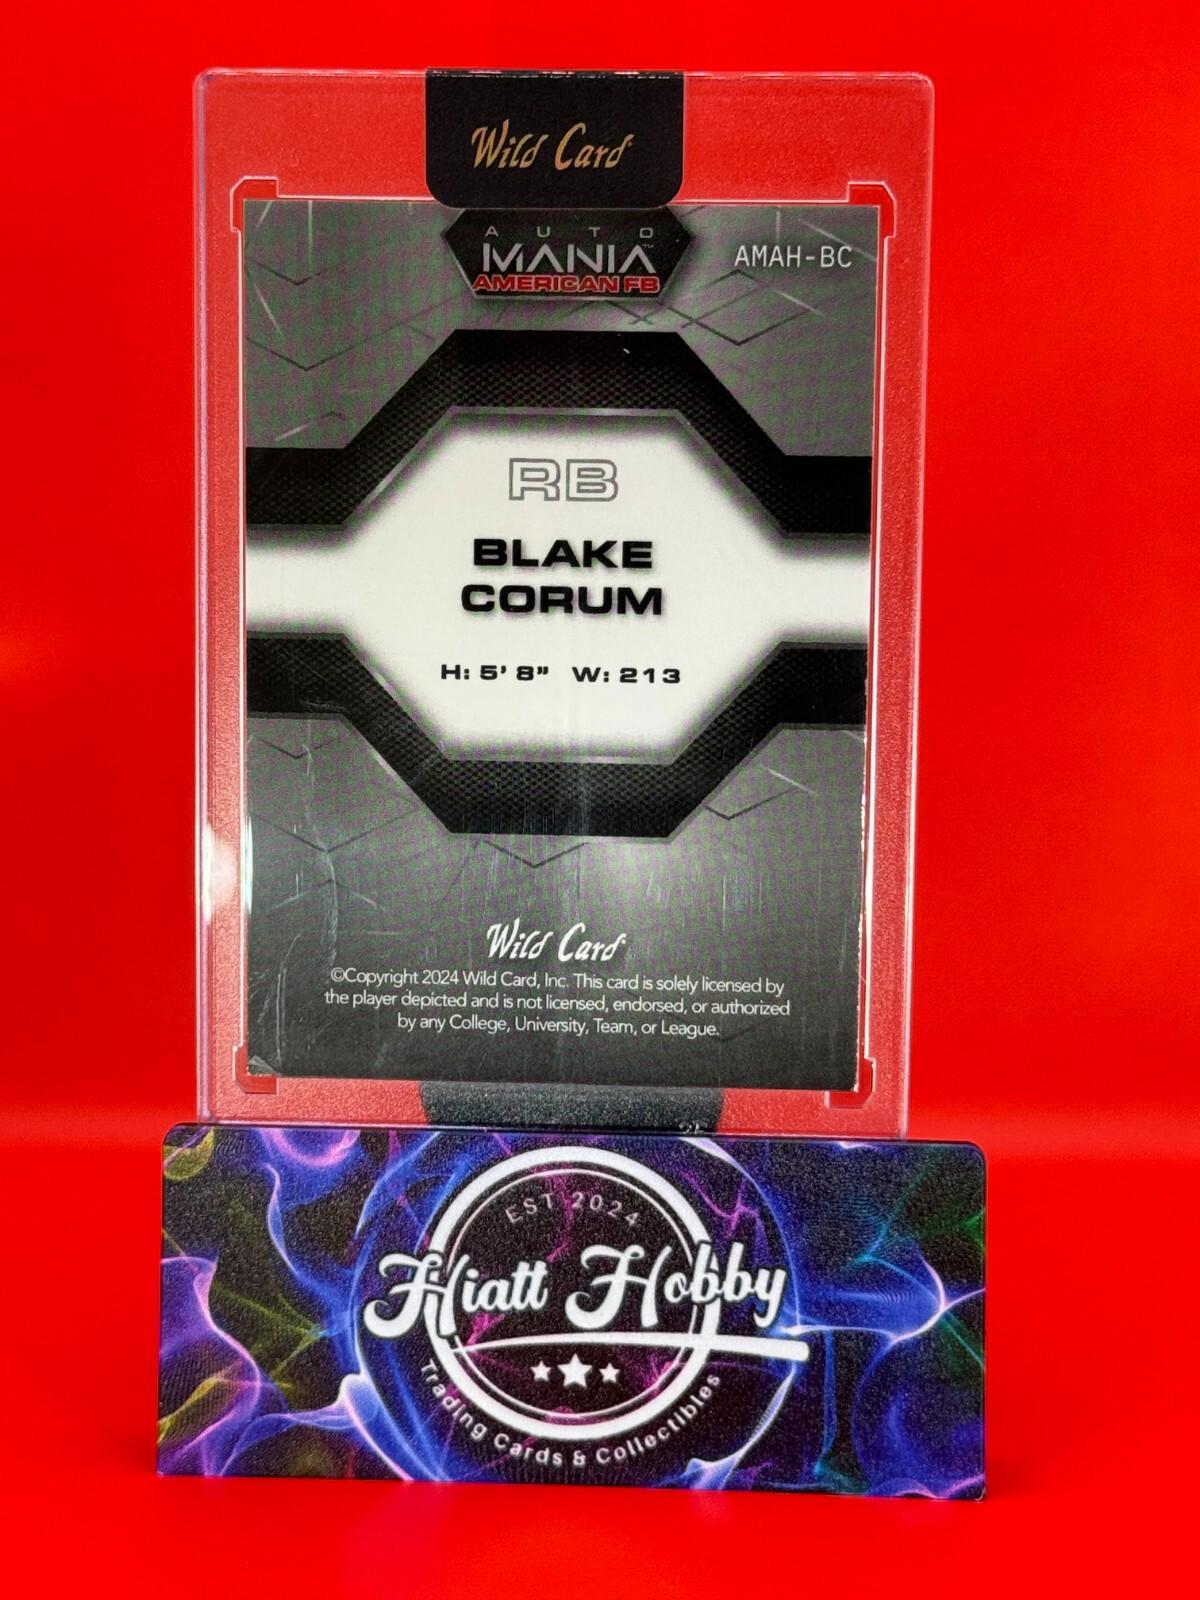 Wild Card
AUTO
MANIA™
AMERICAN FB
AMAH-BC
RB
BLAKE
CORUM
H: 5' 8" W: 213
Wild Card
©Copyright 2024 Wild Card, Inc. This card is solely licensed by
the player depicted and is not licensed, endorsed, or authorized
by any College, University, Team, or League.
EST 2024
Hiatt Hobby
Trading Cards & Collectibles